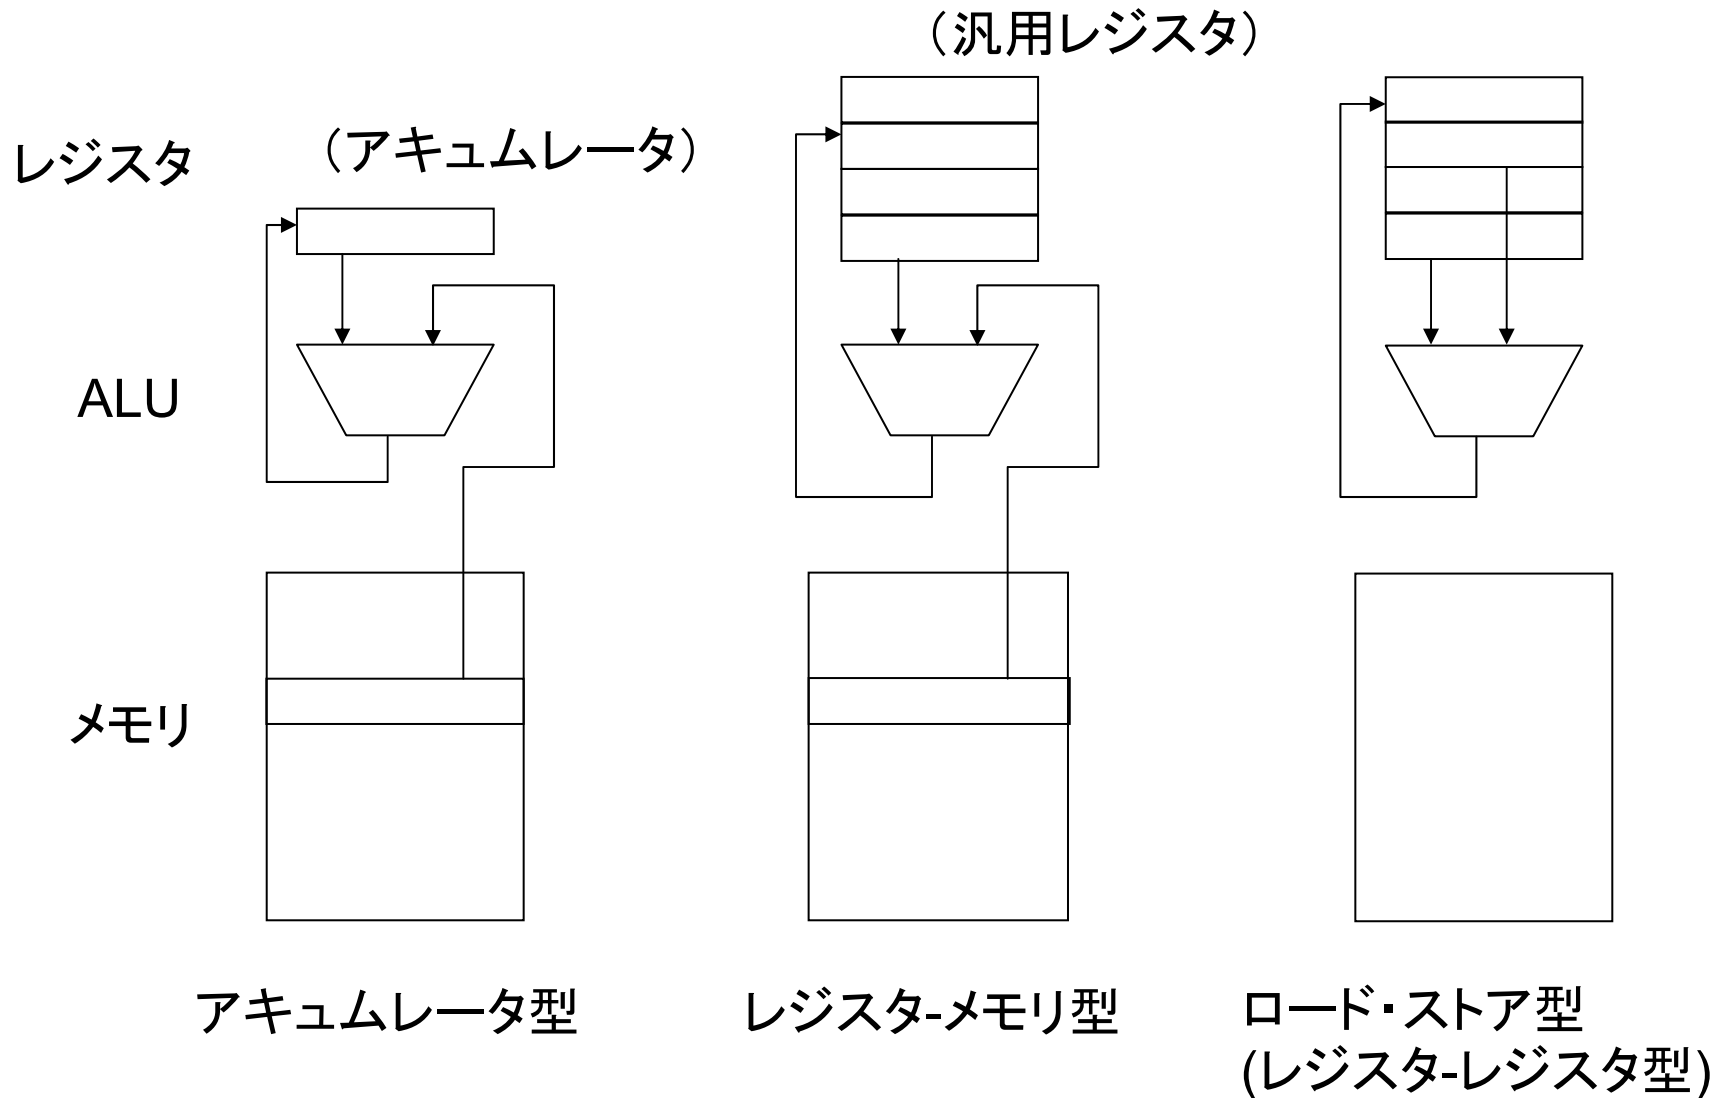 （汎用レジスタ）
レジスタ
（アキュムレータ）
ALU
メモリ
アキュムレータ型
レジスタ-メモリ型
ロード・ストア型
(レジスタ-レジスタ型)